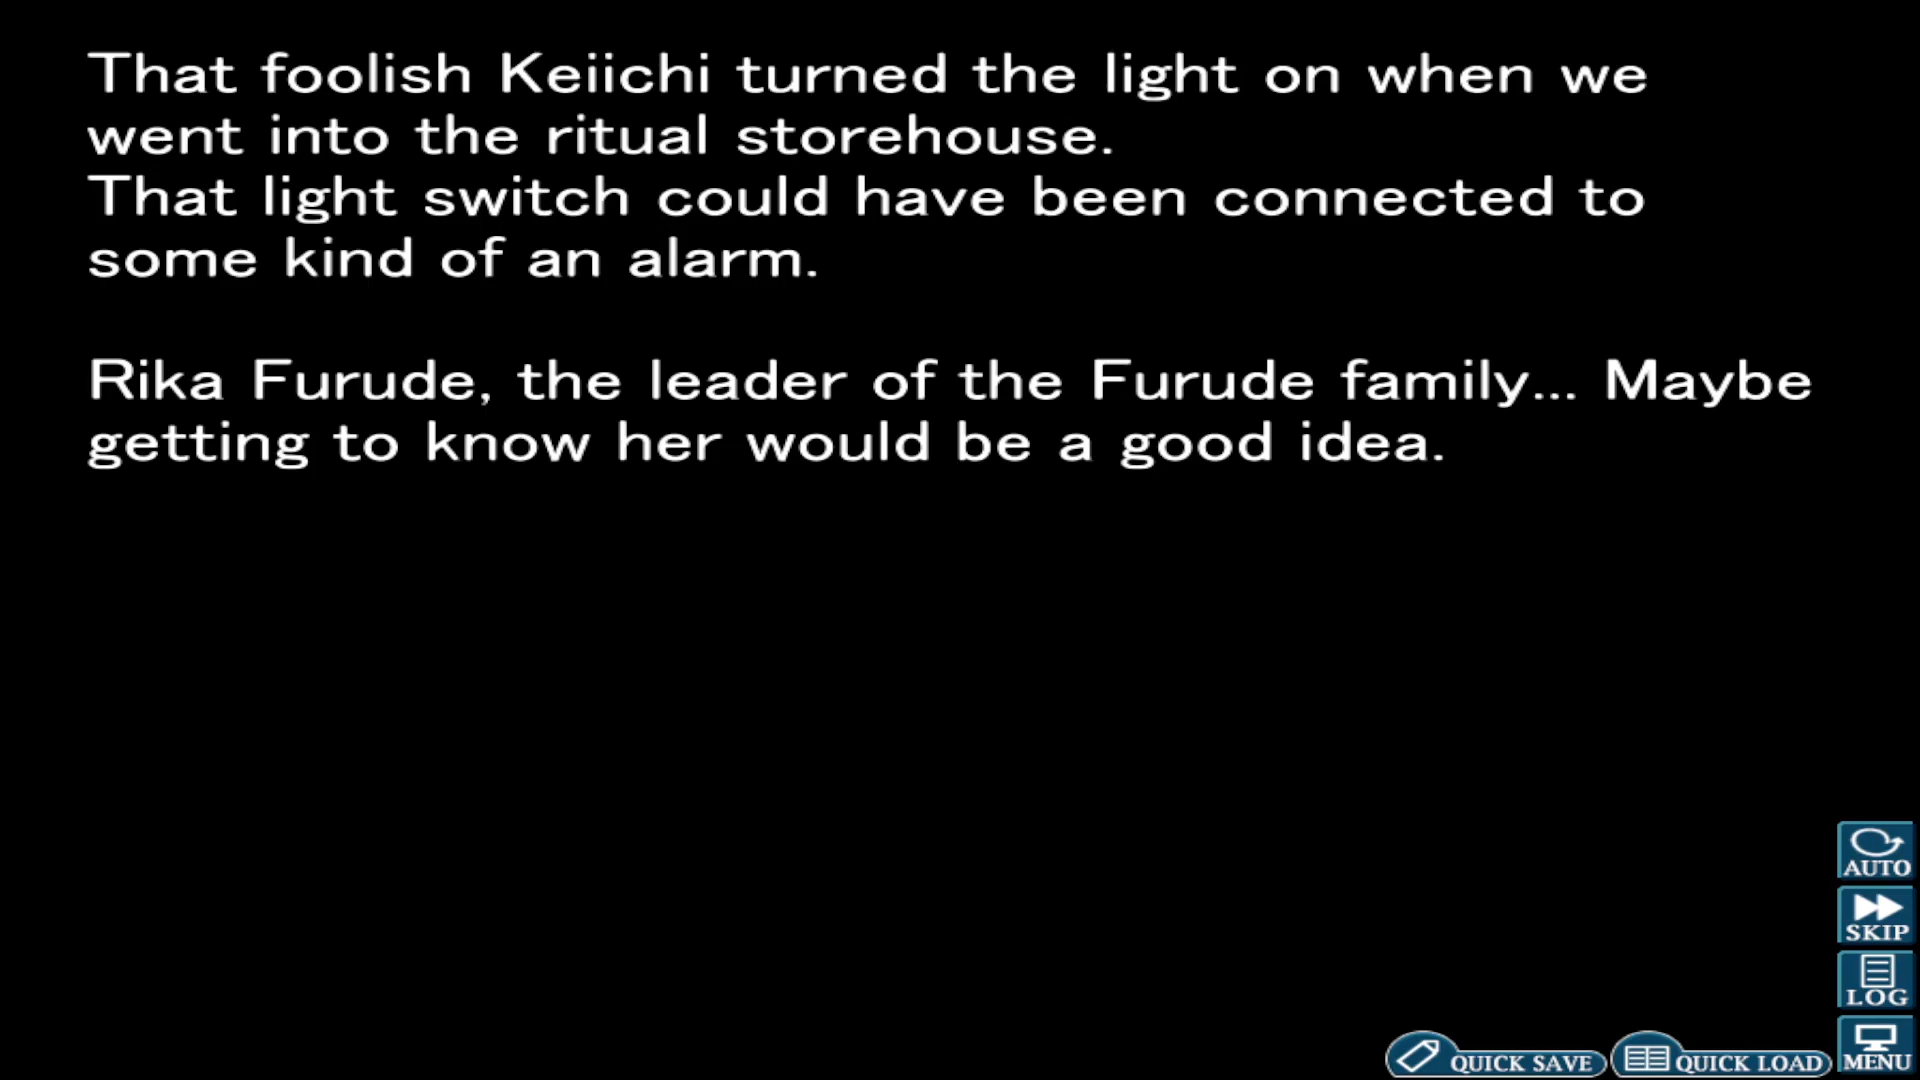 That foolish Keiichi turned the light on when we
went into the ritual storehouse.
That light switch could have been connected to
some kind of an alarm.
Rika Furude, the leader of the Furude family... Maybe
getting to know her would be a good idea.
AUTO
SKIP
LOG
QUICK SAVE
QUICK LOAD
MENU